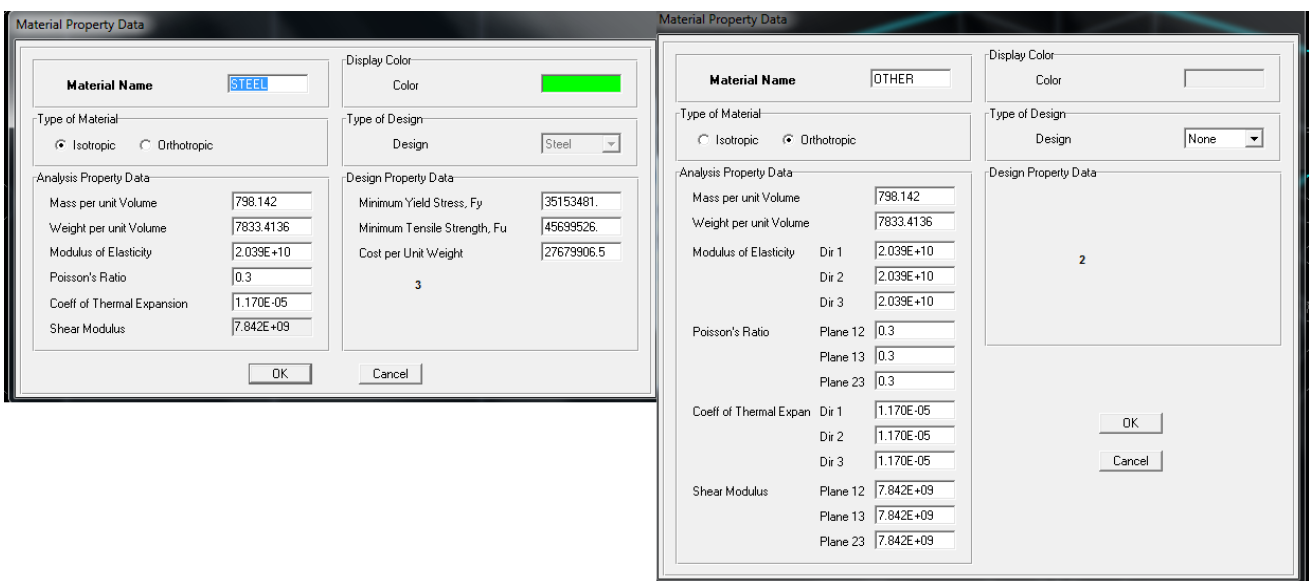 Material Property Data
Material Name STEEL
Display Color
Color
Type of Material
Isotropic Orthotropic
Type of Design
Design Steel
Analysis Property Data
Mass per unit Volume 798.142
Weight per unit Volume 7833.4136
Modulus of Elasticity 2.039E+10
Poisson's Ratio 0.3
Coeff of Thermal Expansion 1.170E-05
Shear Modulus 7.842E+09
Design Property Data
Minimum Yield Stress, Fy 35153481.
Minimum Tensile Strength, Fu 45699526.
Cost per Unit Weight 27679906.5
3
OK Cancel
Material Property Data
Material Name OTHER
Display Color
Color
Type of Material
Isotropic Orthotropic
Type of Design
Design None
Analysis Property Data
Mass per unit Volume 798.142
Weight per unit Volume 7833.4136
Modulus of Elasticity Dir 1 2.039E+10
Dir 2 2.039E+10
Dir 3 2.039E+10
Poisson's Ratio Plane 12 0.3
Plane 13 0.3
Plane 23 0.3
Coeff of Thermal Expan Dir 1 1.170E-05
Dir 2 1.170E-05
Dir 3 1.170E-05
Shear Modulus Plane 12 7.842E+09
Plane 13 7.842E+09
Plane 23 7.842E+09
Design Property Data
2
OK
Cancel